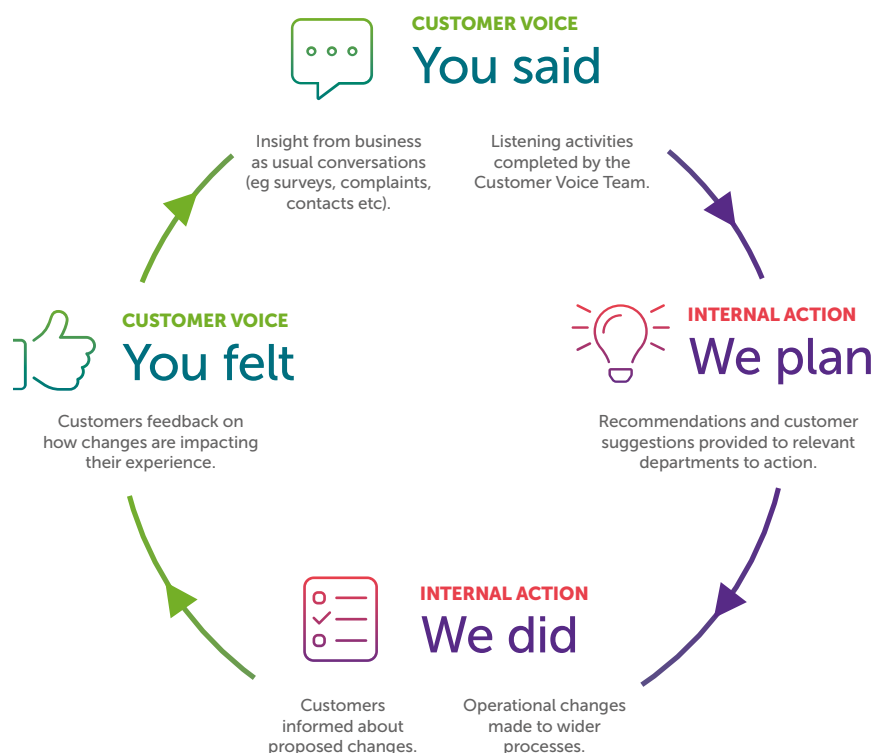 CUSTOMER VOICE
You said
Insight from business
as usual conversations
(eg surveys, complaints,
contacts etc).
Listening activities
completed by the
Customer Voice Team.
INTERNAL ACTION
We plan
Recommendations and customer
suggestions provided to relevant
departments to action.
INTERNAL ACTION
We did
Customers
informed about
proposed changes.
Operational changes
made to wider
processes.
CUSTOMER VOICE
You felt
Customers feedback on
how changes are impacting
their experience.